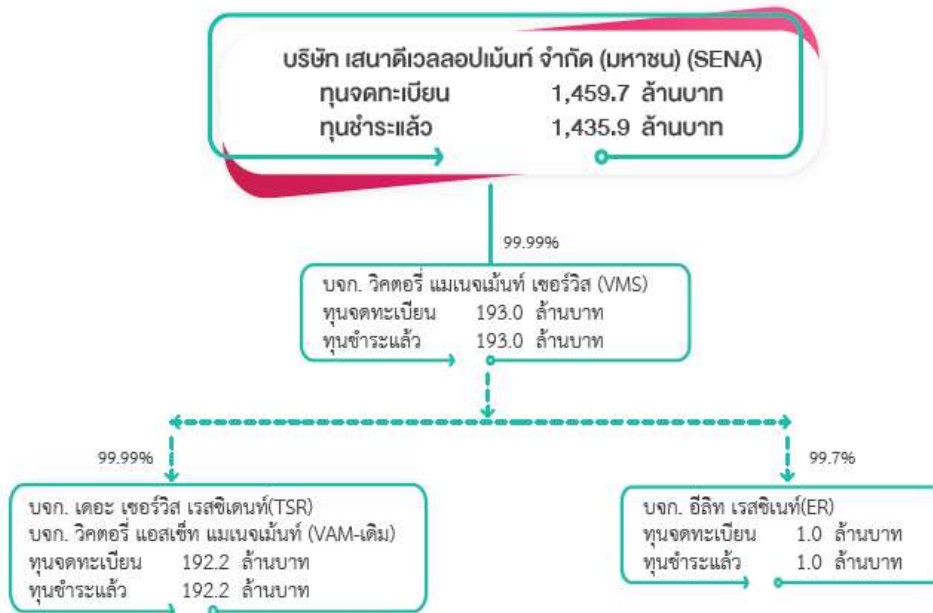 บริษัท เสนาดีเวลลอปเม้นท์ จำกัด (มหาชน) (SENA)
ทุนจดทะเบียน 1,459.7 ล้านบาท
ทุนชำระแล้ว 1,435.9 ล้านบาท
99.99%
บจก. วิคตอรี่ แมเนจเม้นท์ เซอร์วิส (VMS)
ทุนจดทะเบียน 193.0 ล้านบาท
ทุนชำระแล้ว 193.0 ล้านบาท
99.99%
บจก. เดอะ เซอร์วิส เรสซิเดนท์(TSR)
บจก. วิคตอรี่ แอสเซ็ท แมเนจเม้นท์ (VAM-เดิม)
ทุนจดทะเบียน 192.2 ล้านบาท
ทุนชำระแล้ว 192.2 ล้านบาท
99.7%
บจก. อีลิท เรสซิเนท์(ER)
ทุนจดทะเบียน 1.0 ล้านบาท
ทุนชำระแล้ว 1.0 ล้านบาท